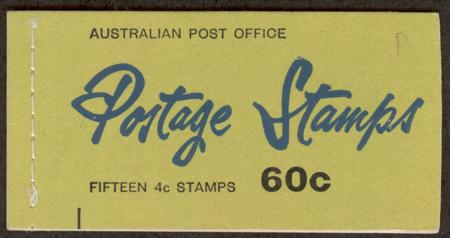 AUSTRALIAN POST OFFICE
P
Postage Stamps
FIFTEEN 4c STAMPS 60c